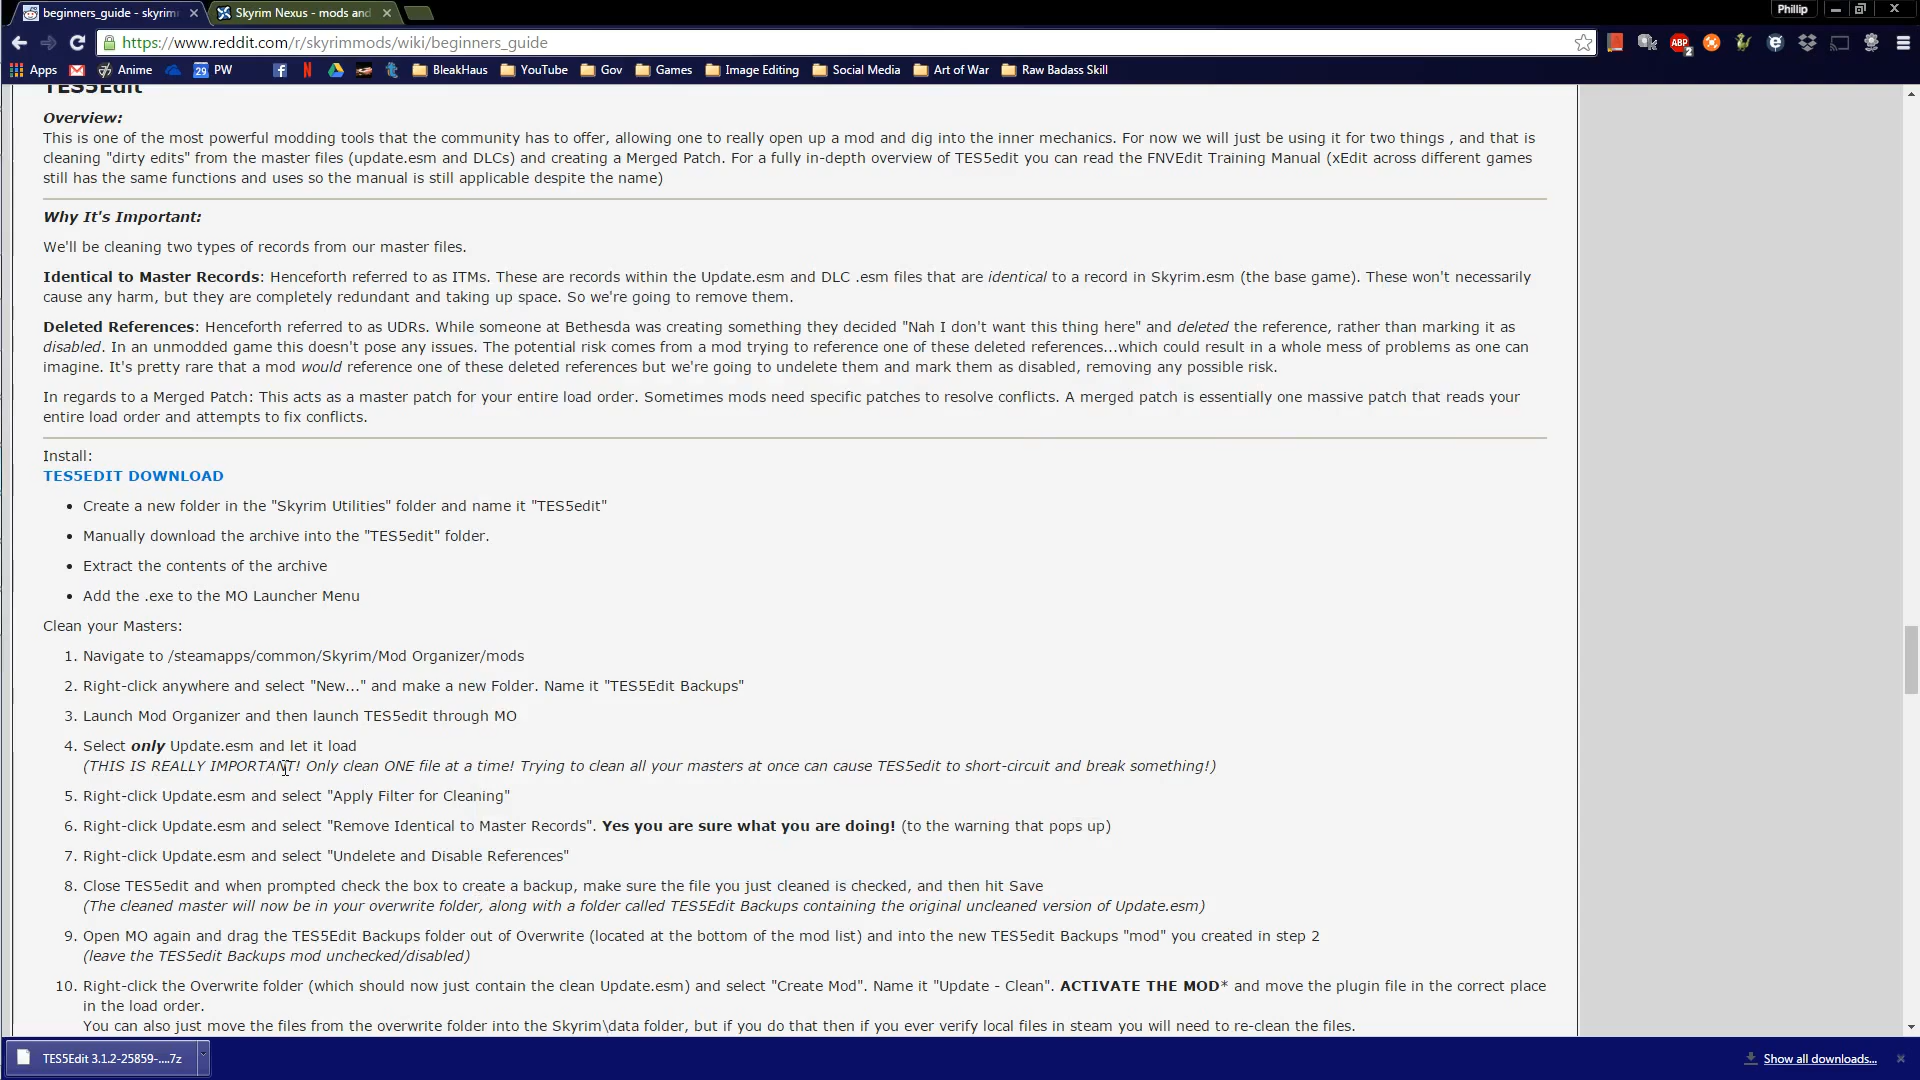 beginners_guide - skyrim
Skyrim Nexus - mods and
Phillip
https://www.reddit.com/r/skyrimmods/wiki/beginners_guide
Apps
Anime
29 PW
BleakHaus
YouTube
Gov
Games
Image Editing
Social Media
Art of War
Raw Badass Skill
ABP
2
TES5Edit
Overview:
This is one of the most powerful modding tools that the community has to offer, allowing one to really open up a mod and dig into the inner mechanics. For now we will just be using it for two things , and that is
cleaning "dirty edits" from the master files (update.esm and DLCs) and creating a Merged Patch. For a fully in-depth overview of TES5edit you can read the FNVEdit Training Manual (xEdit across different games
still has the same functions and uses so the manual is still applicable despite the name)
Why It's Important:
We'll be cleaning two types of records from our master files.
Identical to Master Records: Henceforth referred to as ITMs. These are records within the Update.esm and DLC .esm files that are identical to a record in Skyrim.esm (the base game). These won't necessarily
cause any harm, but they are completely redundant and taking up space. So we're going to remove them.
Deleted References: Henceforth referred to as UDRs. While someone at Bethesda was creating something they decided "Nah I don't want this thing here" and deleted the reference, rather than marking it as
disabled. In an unmodded game this doesn't pose any issues. The potential risk comes from a mod trying to reference one of these deleted references...which could result in a whole mess of problems as one can
imagine. It's pretty rare that a mod would reference one of these deleted references but we're going to undelete them and mark them as disabled, removing any possible risk.
In regards to a Merged Patch: This acts as a master patch for your entire load order. Sometimes mods need specific patches to resolve conflicts. A merged patch is essentially one massive patch that reads your
entire load order and attempts to fix conflicts.
Install:
TES5EDIT DOWNLOAD
• Create a new folder in the "Skyrim Utilities" folder and name it "TES5edit"
• Manually download the archive into the "TES5edit" folder.
• Extract the contents of the archive
• Add the .exe to the MO Launcher Menu
Clean your Masters:
1. Navigate to /steamapps/common/Skyrim/Mod Organizer/mods
2. Right-click anywhere and select "New..." and make a new Folder. Name it "TES5Edit Backups"
3. Launch Mod Organizer and then launch TES5edit through MO
4. Select only Update.esm and let it load
(THIS IS REALLY IMPORTANT! Only clean ONE file at a time! Trying to clean all your masters at once can cause TES5edit to short-circuit and break something!)
5. Right-click Update.esm and select "Apply Filter for Cleaning"
6. Right-click Update.esm and select "Remove Identical to Master Records". Yes you are sure what you are doing! (to the warning that pops up)
7. Right-click Update.esm and select "Undelete and Disable References"
8. Close TES5edit and when prompted check the box to create a backup, make sure the file you just cleaned is checked, and then hit Save
(The cleaned master will now be in your overwrite folder, along with a folder called TES5Edit Backups containing the original uncleaned version of Update.esm)
9. Open MO again and drag the TES5Edit Backups folder out of Overwrite (located at the bottom of the mod list) and into the new TES5edit Backups "mod" you created in step 2
(leave the TES5edit Backups mod unchecked/disabled)
10. Right-click the Overwrite folder (which should now just contain the clean Update.esm) and select "Create Mod". Name it "Update - Clean". ACTIVATE THE MOD* and move the plugin file in the correct place
in the load order.
You can also just move the files from the overwrite folder into the Skyrim\data folder, but if you do that then if you ever verify local files in steam you will need to re-clean the files.
TES5Edit 3.1.2-25859-....7z
Show all downloads...